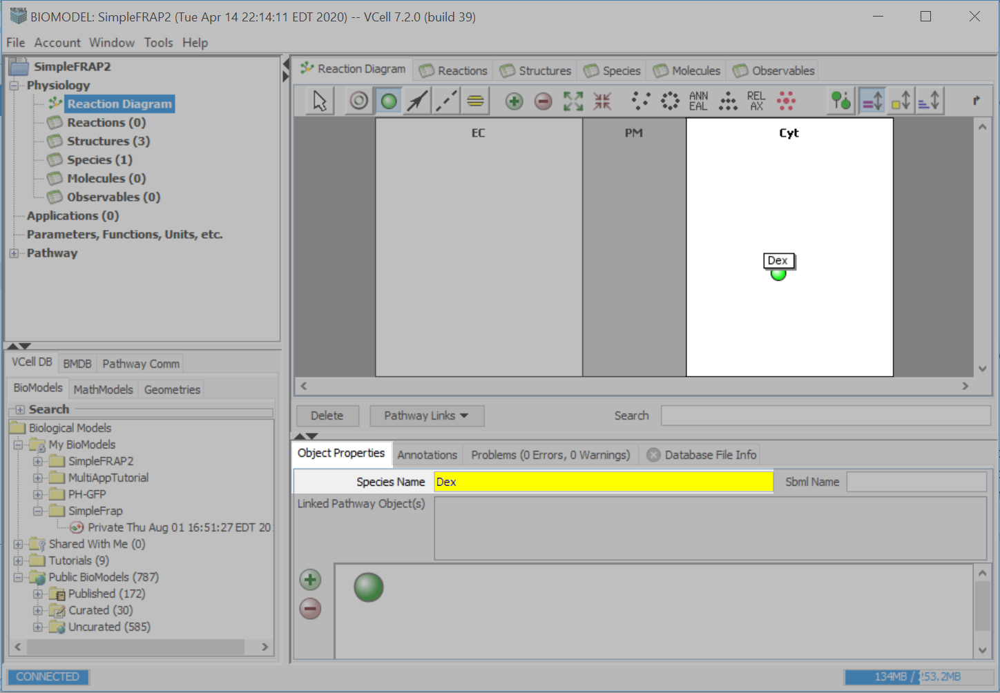 BIOMODEL: SimpleFRAP2 (Tue Apr 14 22:14:11 EDT 2020) -- VCell 7.2.0 (build 39)
File Account Window Tools Help
SimpleFRAP2
Physiology
Reaction Diagram
Reactions (0)
Structures (3)
Species (1)
Molecules (0)
Observables (0)
Applications (0)
Parameters, Functions, Units, etc.
Pathway
VCell DB BMDB Pathway Comm
BioModels MathModels Geometries
Search
Biological Models
My BioModels
SimpleFRAP2
MultiAppTutorial
PH-GFP
SimpleFrap
Private Thu Aug 01 16:51:27 EDT 20
Shared With Me (0)
Tutorials (9)
Public BioModels (787)
Published (172)
Curated (30)
Uncurated (585)
Reaction Diagram Reactions Structures Species Molecules Observables
ANN EAL REL AX
EC PM Cyt
Dex
Delete Pathway Links Search
Object Properties Annotations Problems (0 Errors, 0 Warnings) Database File Info
Species Name Dex Sbml Name
Linked Pathway Object(s)
CONNECTED 134MB / 253.2MB